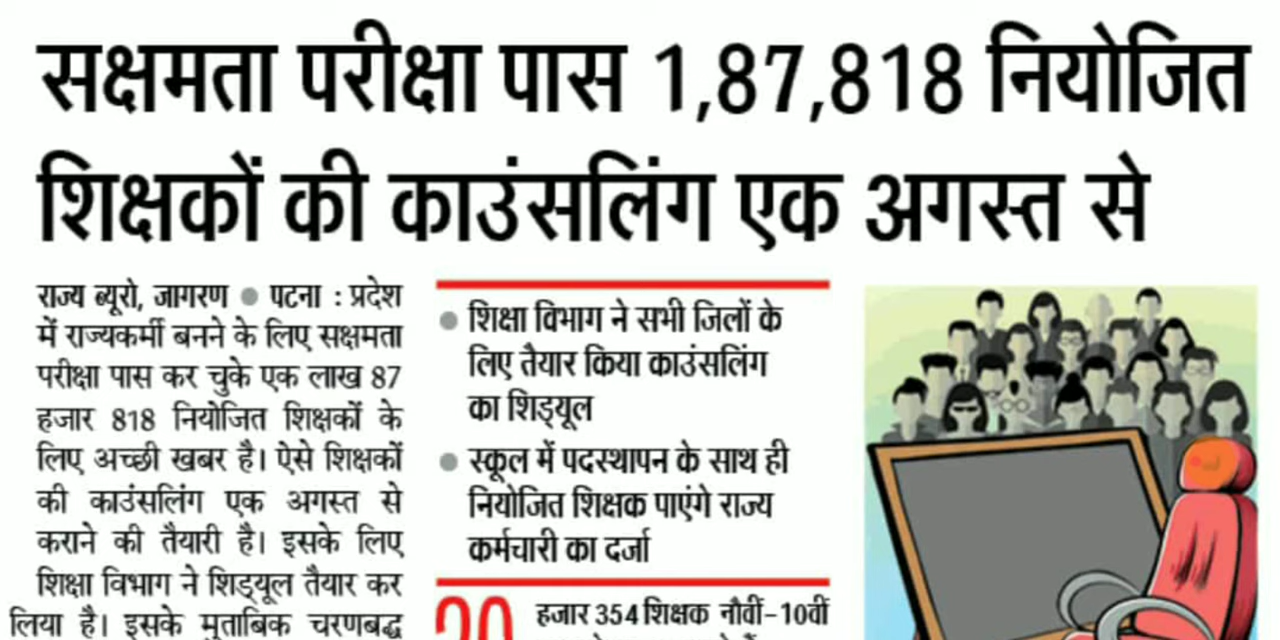 सक्षमता परीक्षा पास 1,87,818 नियोजित
शिक्षकों की काउंसलिंग एक अगस्त से
राज्य ब्यूरो, जागरण ● पटना : प्रदेश
में राज्यकर्मी बनने के लिए सक्षमता
परीक्षा पास कर चुके एक लाख 87
हजार 818 नियोजित शिक्षकों के
लिए अच्छी खबर है। ऐसे शिक्षकों
की काउंसलिंग एक अगस्त से
कराने की तैयारी है। इसके लिए
शिक्षा विभाग ने शिड्यूल तैयार कर
लिया है। इसके मुताबिक चरणबद्ध
● शिक्षा विभाग ने सभी जिलों के
लिए तैयार किया काउंसलिंग
का शिड्यूल
● स्कूल में पदस्थापन के साथ ही
नियोजित शिक्षक पाएंगे राज्य
कर्मचारी का दर्जा
20 हजार 354 शिक्षक नौवीं-10वीं